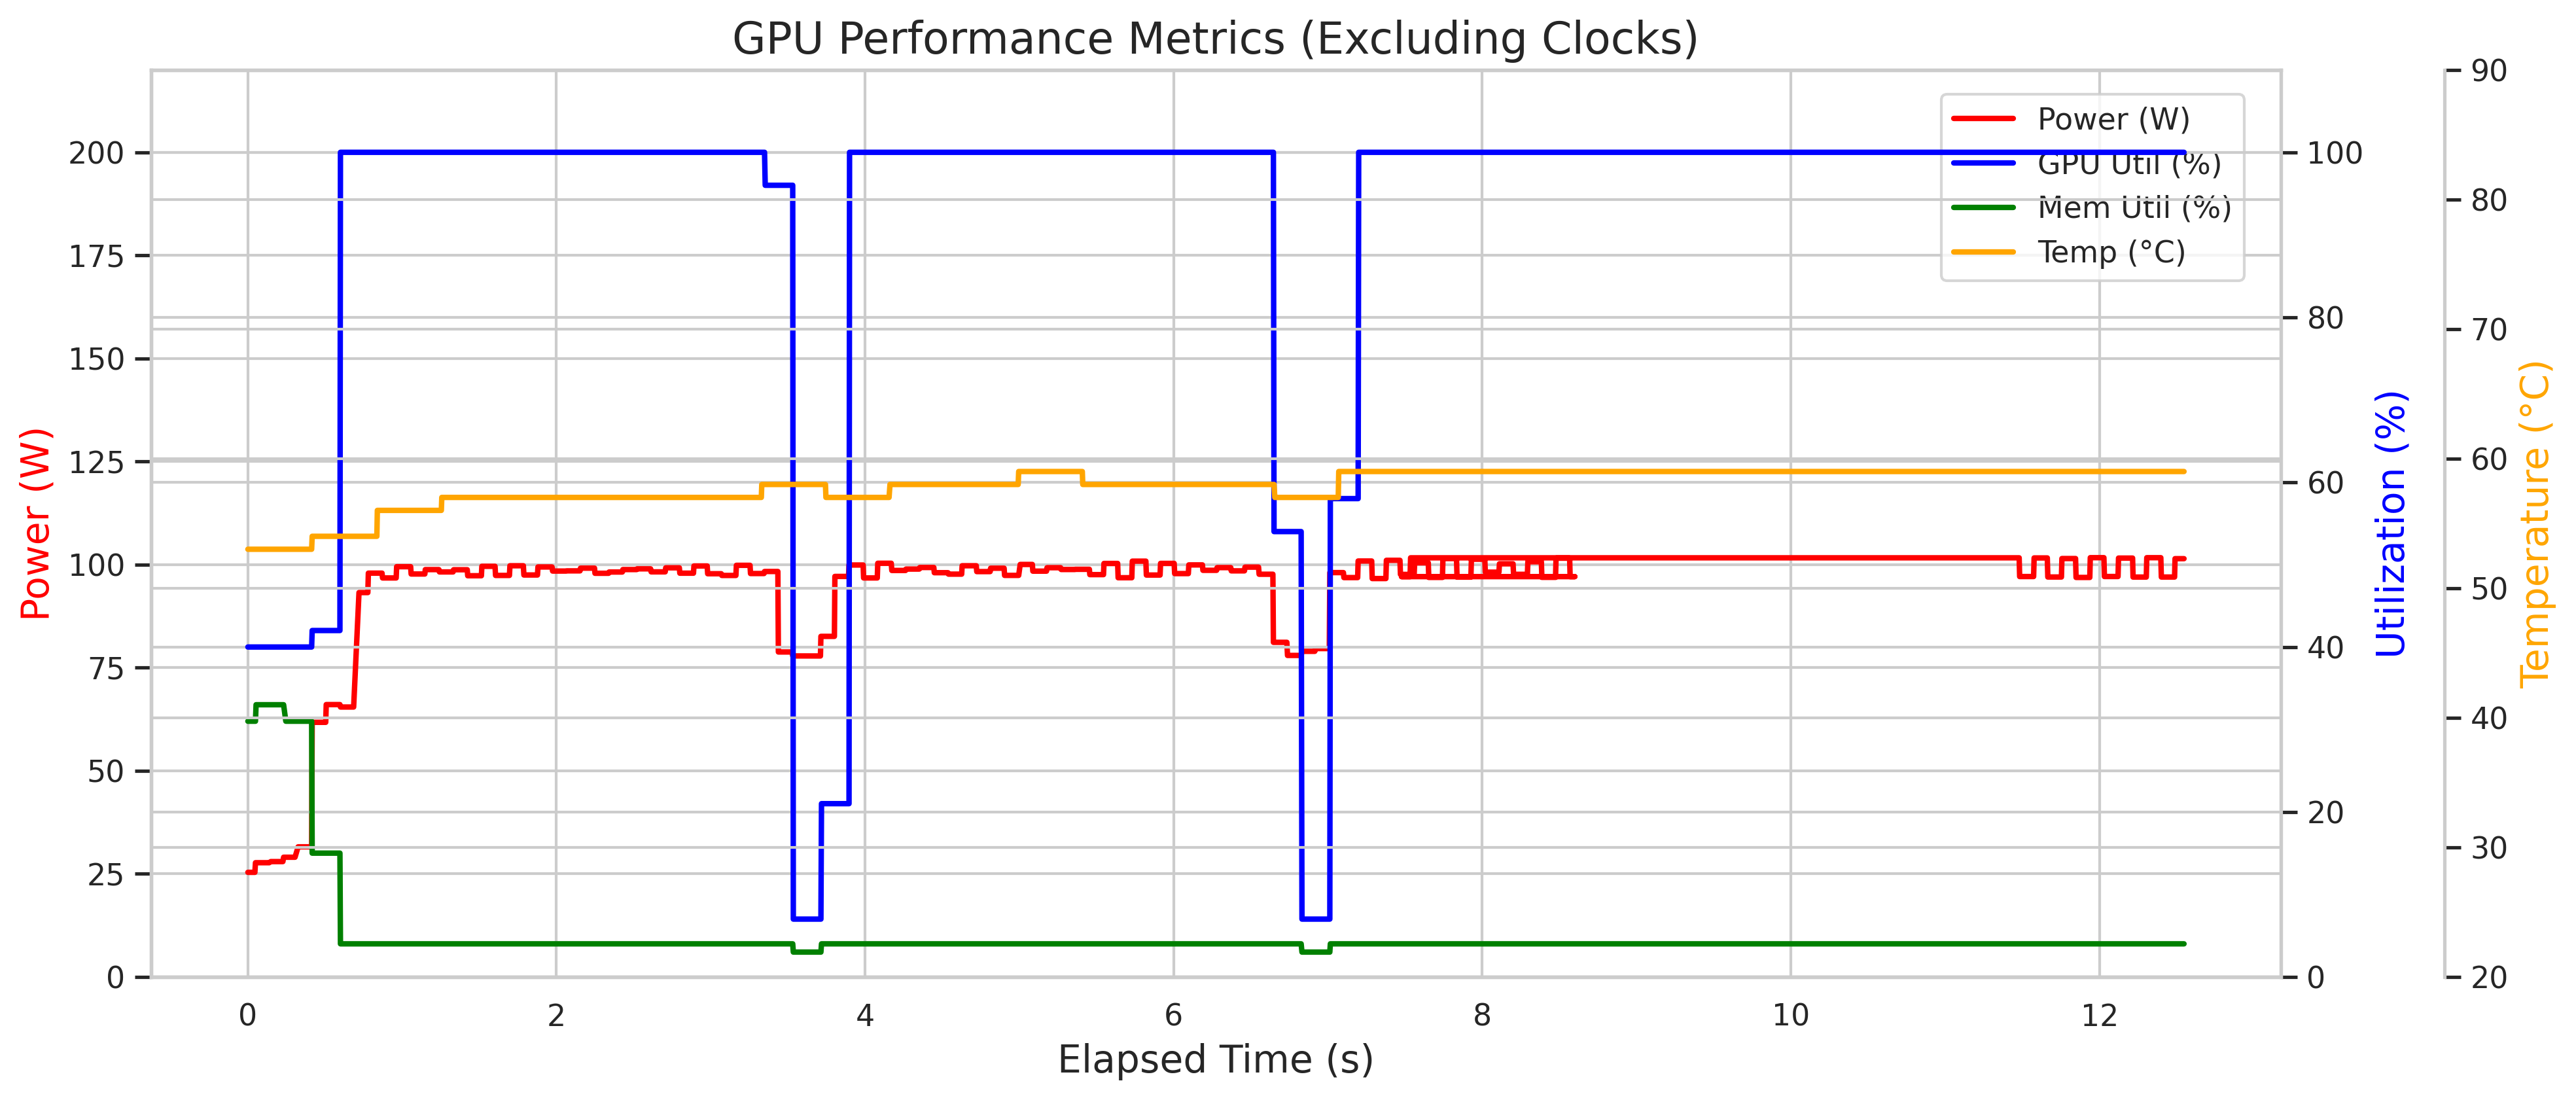 GPU Performance Metrics (Excluding Clocks)
Power (W)
GPU Util (%)
Mem Util (%)
Temp (°C)
200
175
150
125
100
75
50
25
0
Power (W)
100
80
60
40
20
0
Utilization (%)
90
80
70
60
50
40
30
20
Temperature (°C)
0 2 4 6 8 10 12
Elapsed Time (s)